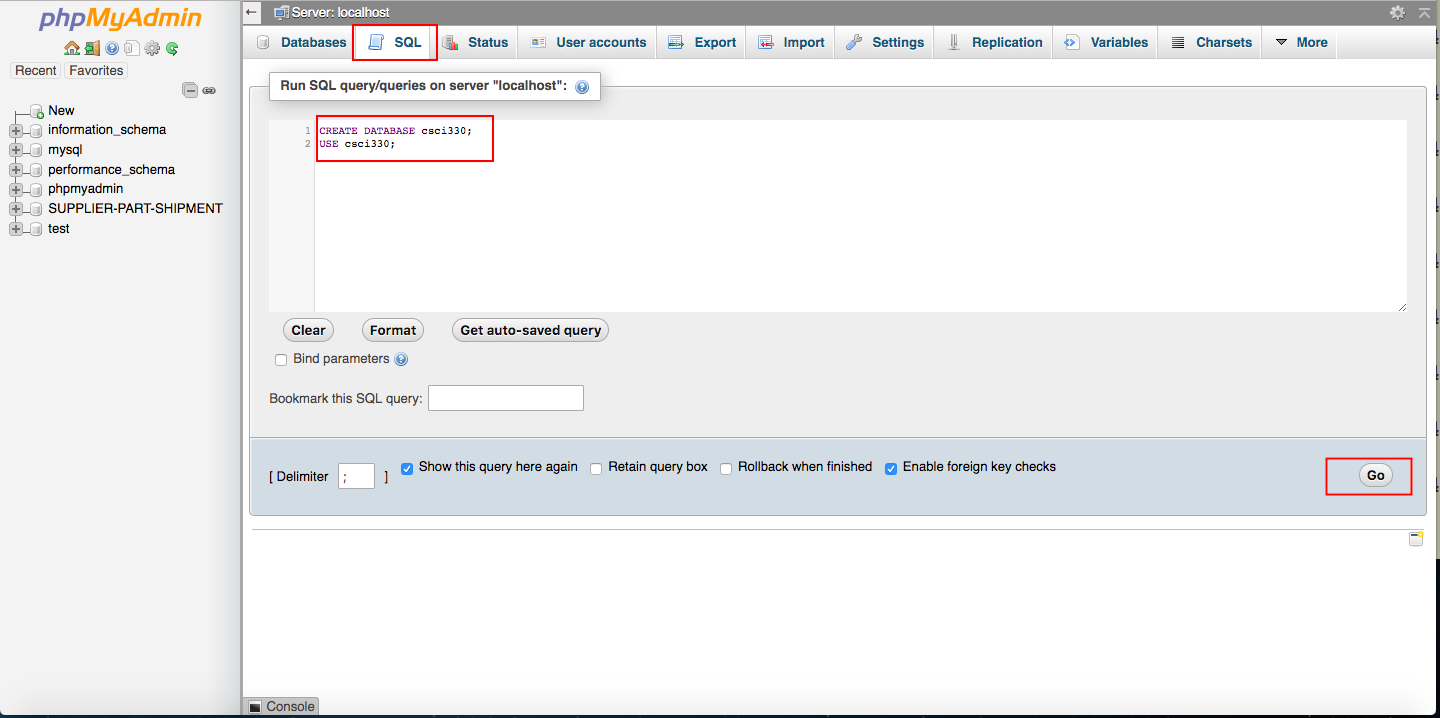 phpMyAdmin
Recent Favorites
New
information_schema
mysql
performance_schema
phpmyadmin
SUPPLIER-PART-SHIPMENT
test
Server: localhost
Databases SQL Status User accounts Export Import Settings Replication Variables Charsets More
Run SQL query/queries on server "localhost":
1 CREATE DATABASE csci330;
2 USE csci330;
Clear Format Get auto-saved query
Bind parameters
Bookmark this SQL query:
[ Delimiter ; ] Show this query here again Retain query box Rollback when finished Enable foreign key checks Go
Console